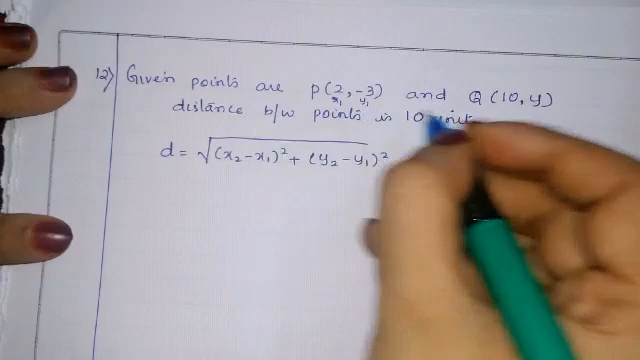 12) Given points are P(2, -3) and Q (10, y)
x₁ y₁
distance b/w points is 10 unit
d = √(x₂ - x₁)² + (y₂ - y₁)²